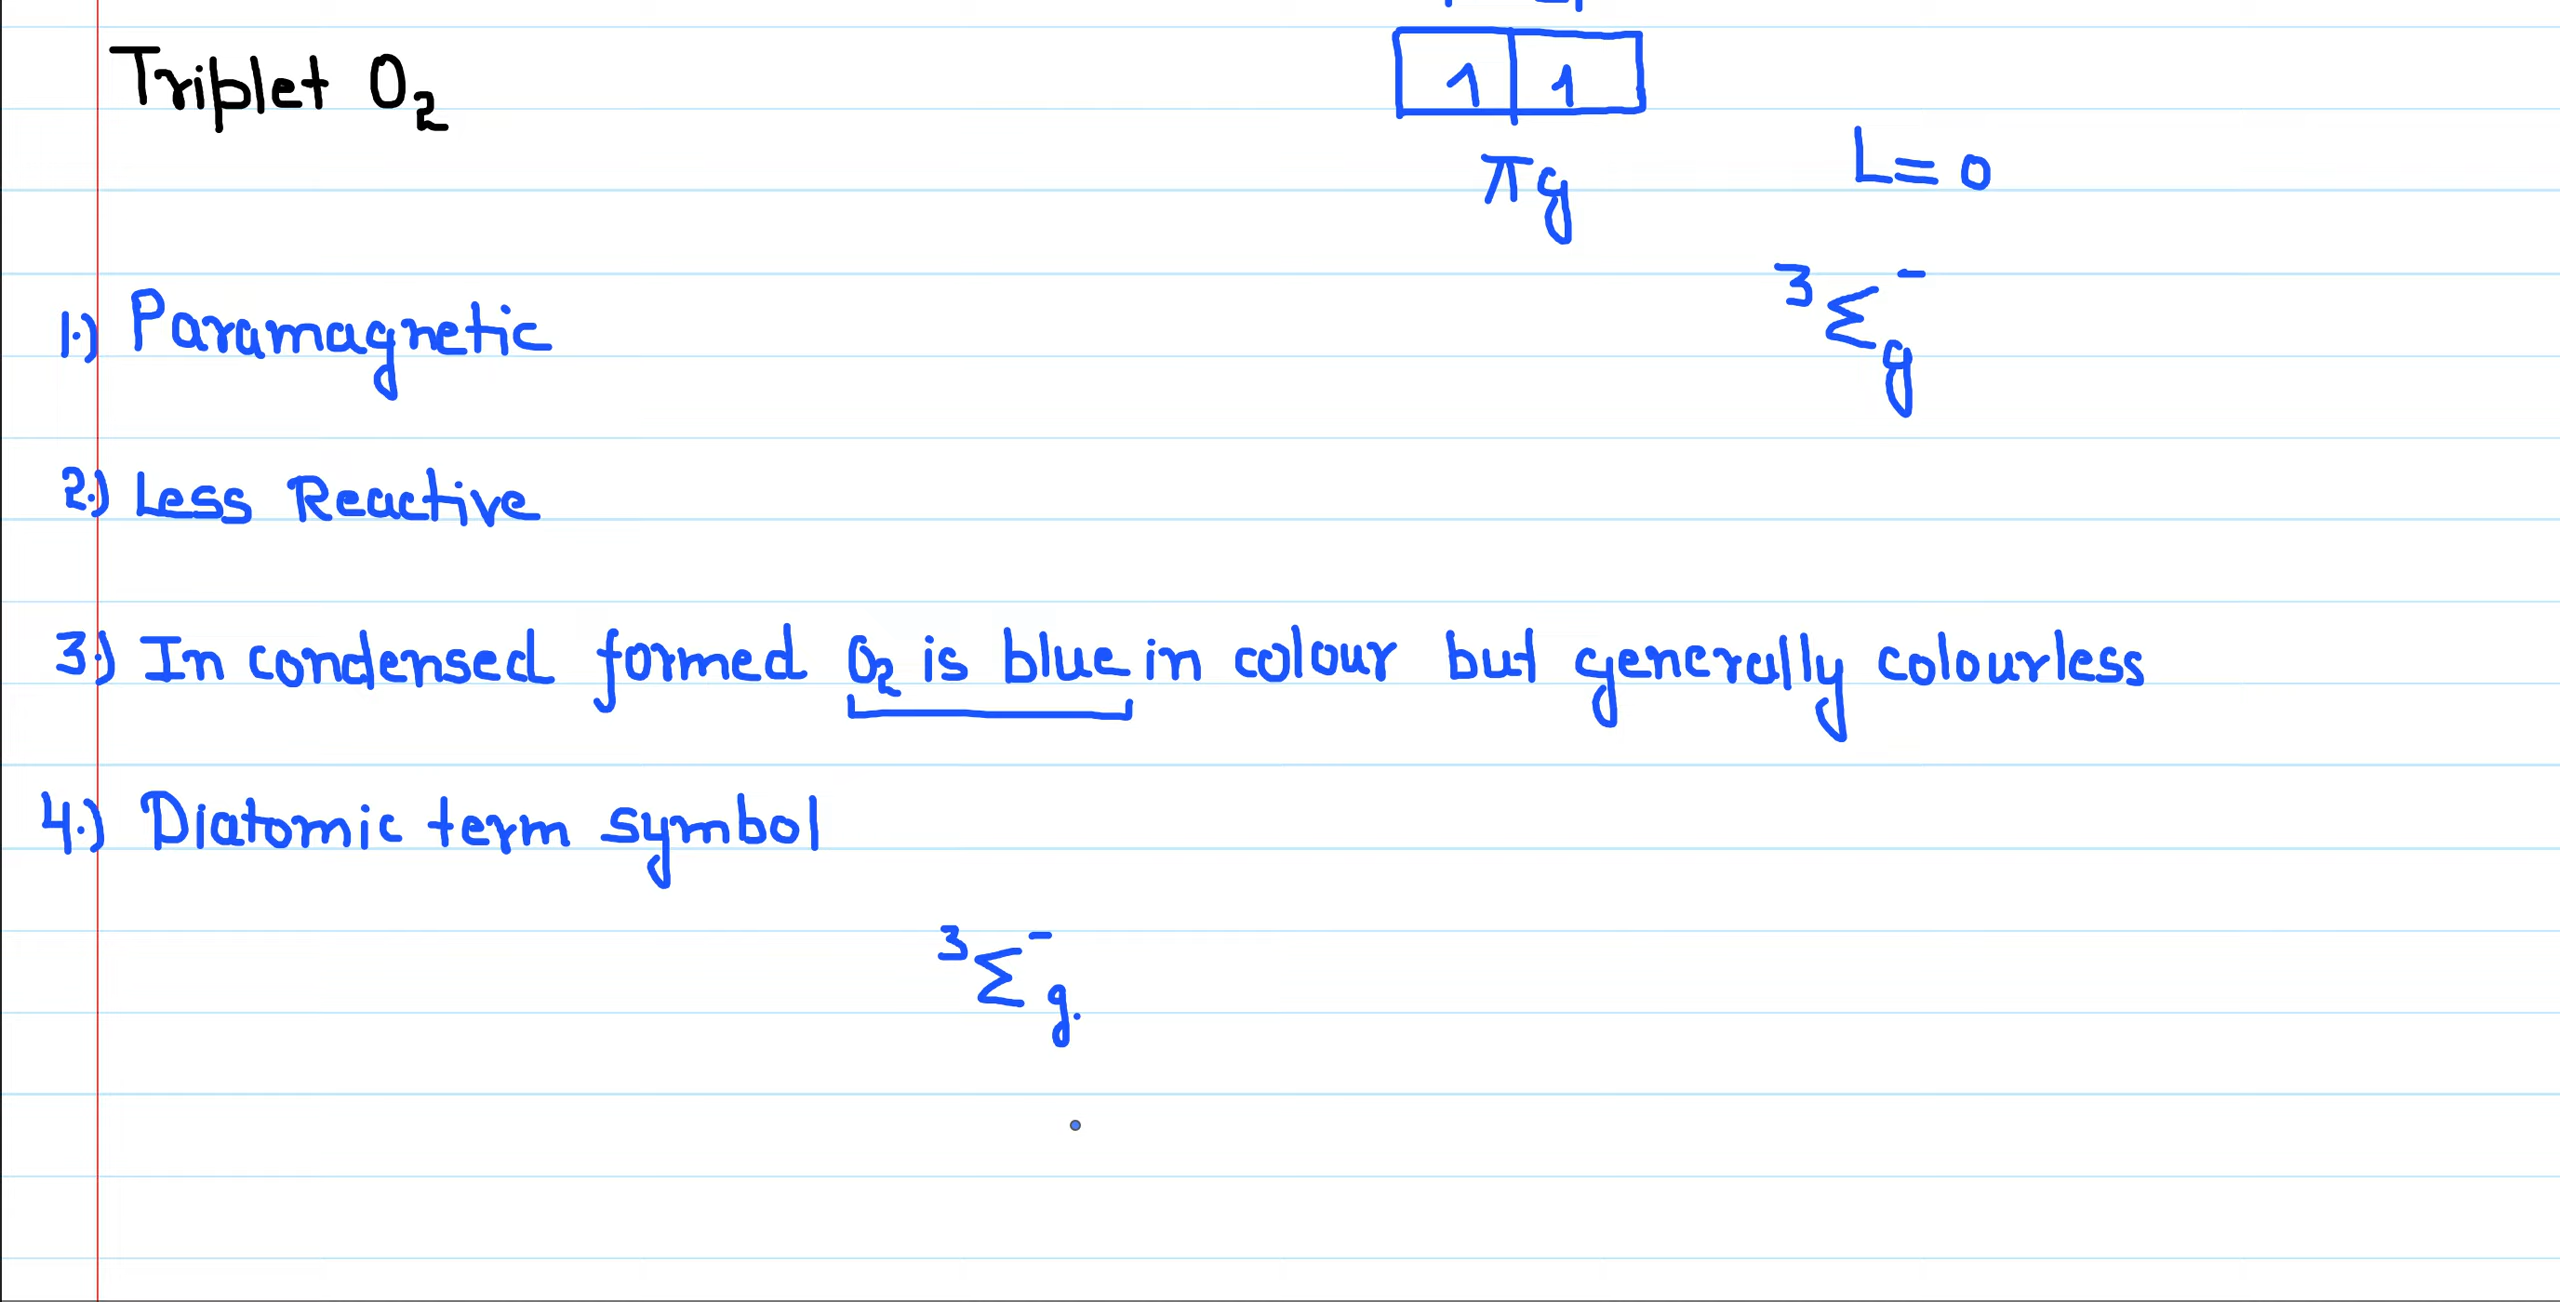 Triplet O₂
1 1
πg
L = 0
³Σg⁻
1.) Paramagnetic
2.) Less Reactive
3.) In condensed formed O₂ is blue in colour but generally colourless
4.) Diatomic term symbol
³Σg⁻.